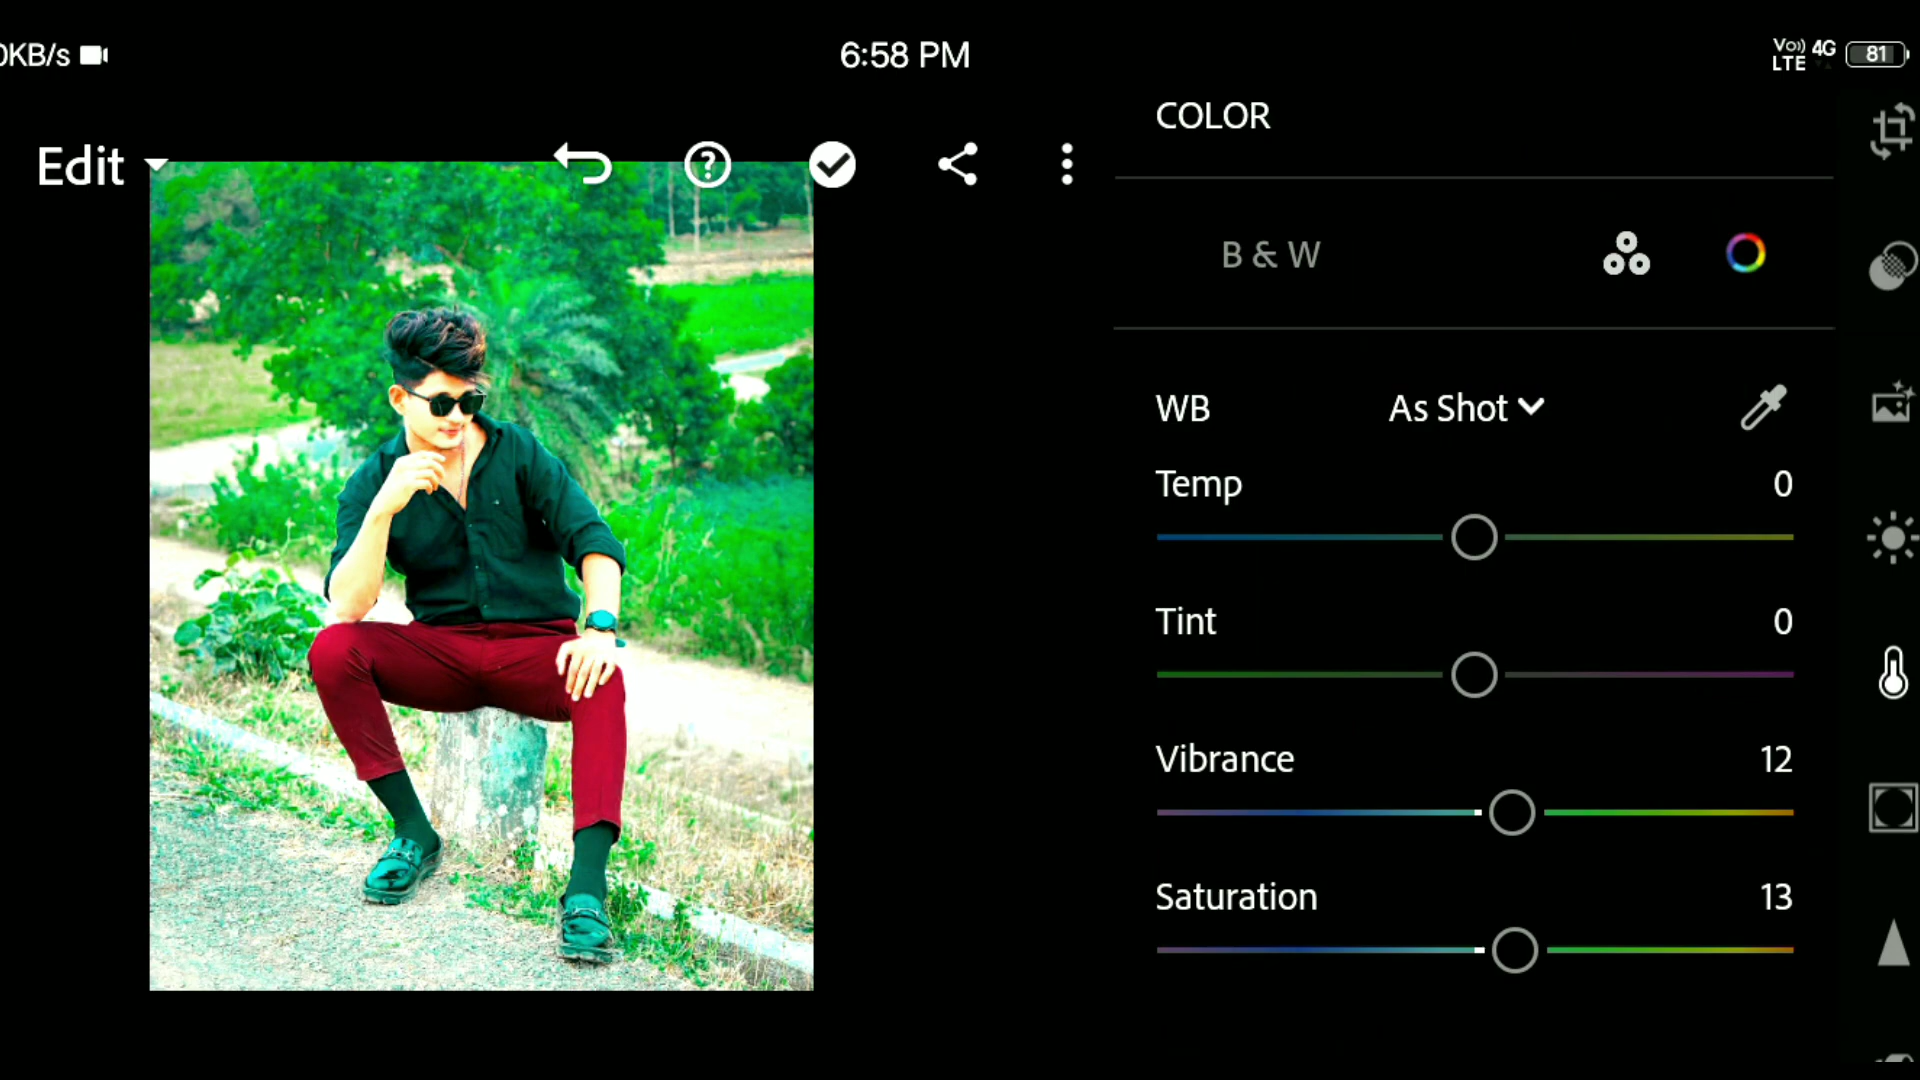 0KB/s
6:58 PM
Vo)) 4G
LTE
81
Edit
COLOR
B & W
WB
As Shot
Temp
0
Tint
0
Vibrance
12
Saturation
13